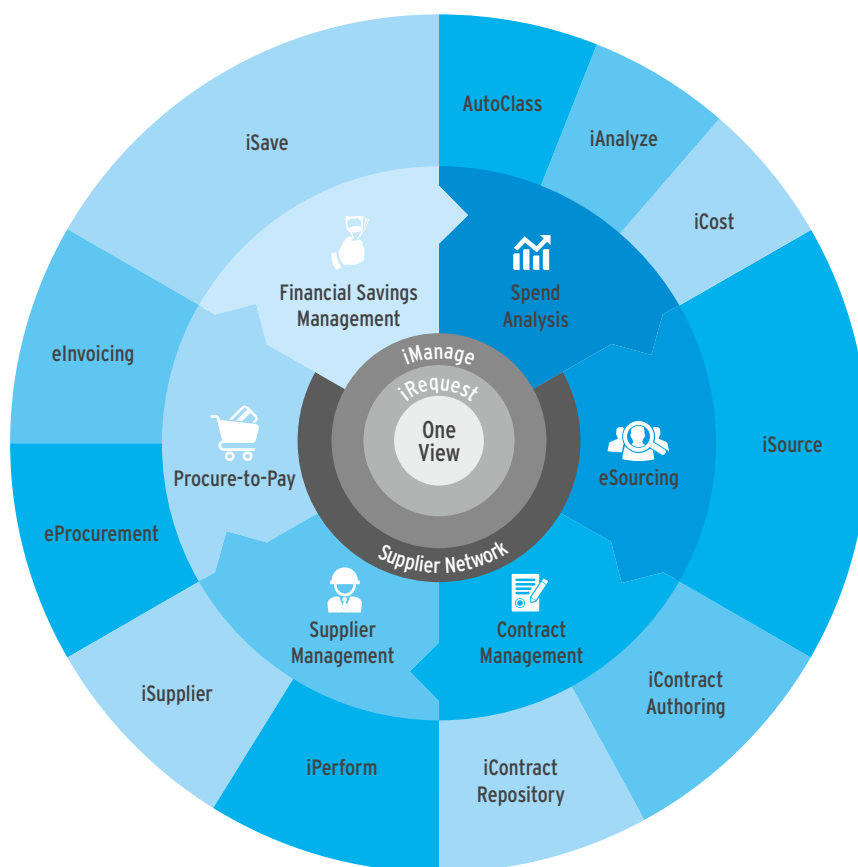 AutoClass
iAnalyze
iCost
iSource
iContract
Authoring
iContract
Repository
iPerform
iSupplier
eProcurement
eInvoicing
iSave
Spend
Analysis
eSourcing
Contract
Management
Supplier
Management
Procure-to-Pay
Financial Savings
Management
iManage
iRequest
One
View
Supplier Network